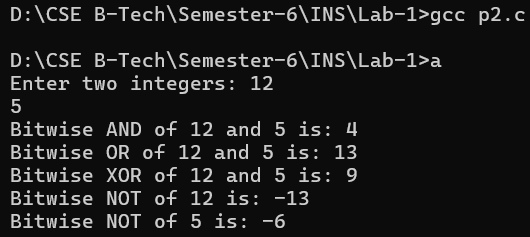 D:\CSE B-Tech\Semester-6\INS\Lab-1>gcc p2.c
D:\CSE B-Tech\Semester-6\INS\Lab-1>a
Enter two integers: 12
5
Bitwise AND of 12 and 5 is: 4
Bitwise OR of 12 and 5 is: 13
Bitwise XOR of 12 and 5 is: 9
Bitwise NOT of 12 is: -13
Bitwise NOT of 5 is: -6